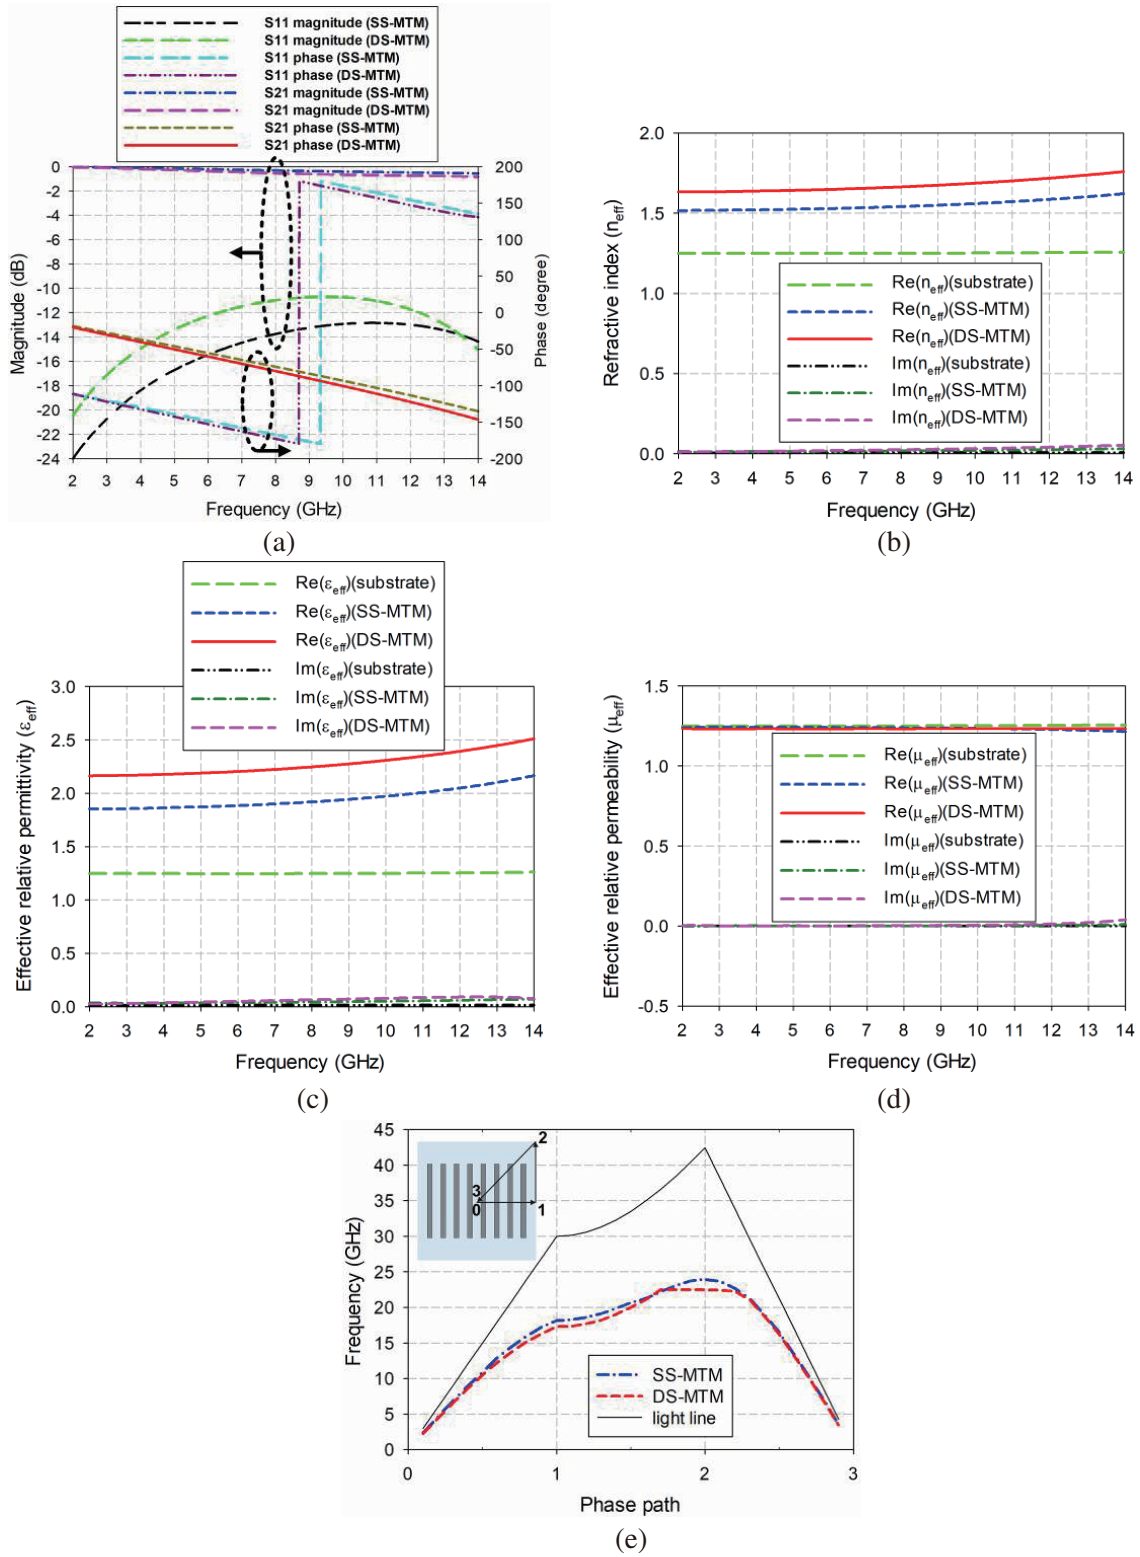 S11 magnitude (SS-MTM)
S11 magnitude (DS-MTM)
S11 phase (SS-MTM)
S11 phase (DS-MTM)
S21 magnitude (SS-MTM)
S21 magnitude (DS-MTM)
S21 phase (SS-MTM)
S21 phase (DS-MTM)
0
-2
-4
-6
-8
-10
-12
-14
-16
-18
-20
-22
-24
Magnitude (dB)
200
150
100
50
0
-50
-100
-150
-200
Phase (degree)
2 3 4 5 6 7 8 9 10 11 12 13 14
Frequency (GHz)
(a)
2.0
1.5
1.0
0.5
0.0
Refractive index (neff)
Re(neff)(substrate)
Re(neff)(SS-MTM)
Re(neff)(DS-MTM)
Im(neff)(substrate)
Im(neff)(SS-MTM)
Im(neff)(DS-MTM)
2 3 4 5 6 7 8 9 10 11 12 13 14
Frequency (GHz)
(b)
Re(εeff)(substrate)
Re(εeff)(SS-MTM)
Re(εeff)(DS-MTM)
Im(εeff)(substrate)
Im(εeff)(SS-MTM)
Im(εeff)(DS-MTM)
3.0
2.5
2.0
1.5
1.0
0.5
0.0
Effective relative permittivity (εeff)
2 3 4 5 6 7 8 9 10 11 12 13 14
Frequency (GHz)
(c)
1.5
1.0
0.5
0.0
-0.5
Effective relative permeability (μeff)
Re(μeff)(substrate)
Re(μeff)(SS-MTM)
Re(μeff)(DS-MTM)
Im(μeff)(substrate)
Im(μeff)(SS-MTM)
Im(μeff)(DS-MTM)
2 3 4 5 6 7 8 9 10 11 12 13 14
Frequency (GHz)
(d)
45
40
35
30
25
20
15
10
5
0
Frequency (GHz)
2
3
0
1
SS-MTM
DS-MTM
light line
0 1 2 3
Phase path
(e)